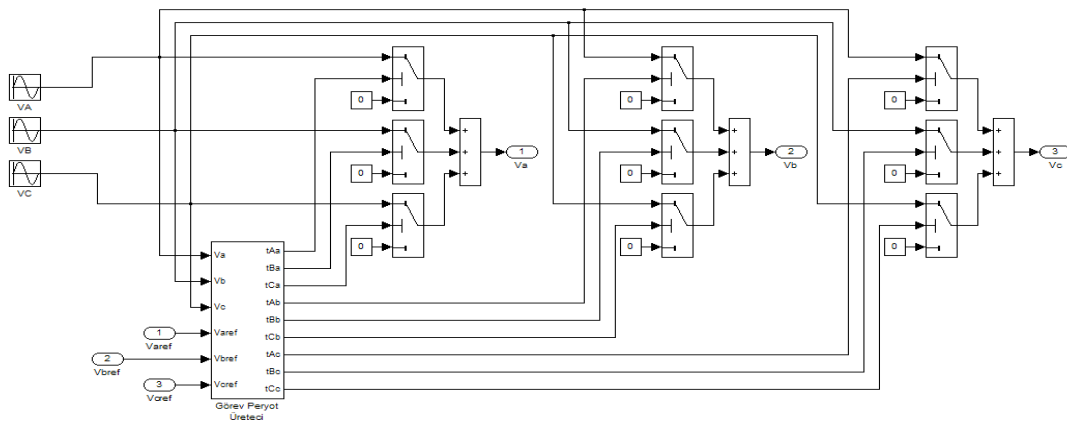 VA
VB
VC
0
0
0
+
+
+
1
Va
0
0
0
+
+
+
2
Vb
0
0
0
+
+
+
3
Vc
Va
Vb
Vc
Varef
Vbref
Vcref
tAa
tBa
tCa
tAb
tBb
tCb
tAc
tBc
tCc
1
Varef
2
Vbref
3
Vcref
Görev Peryot
Üreteci